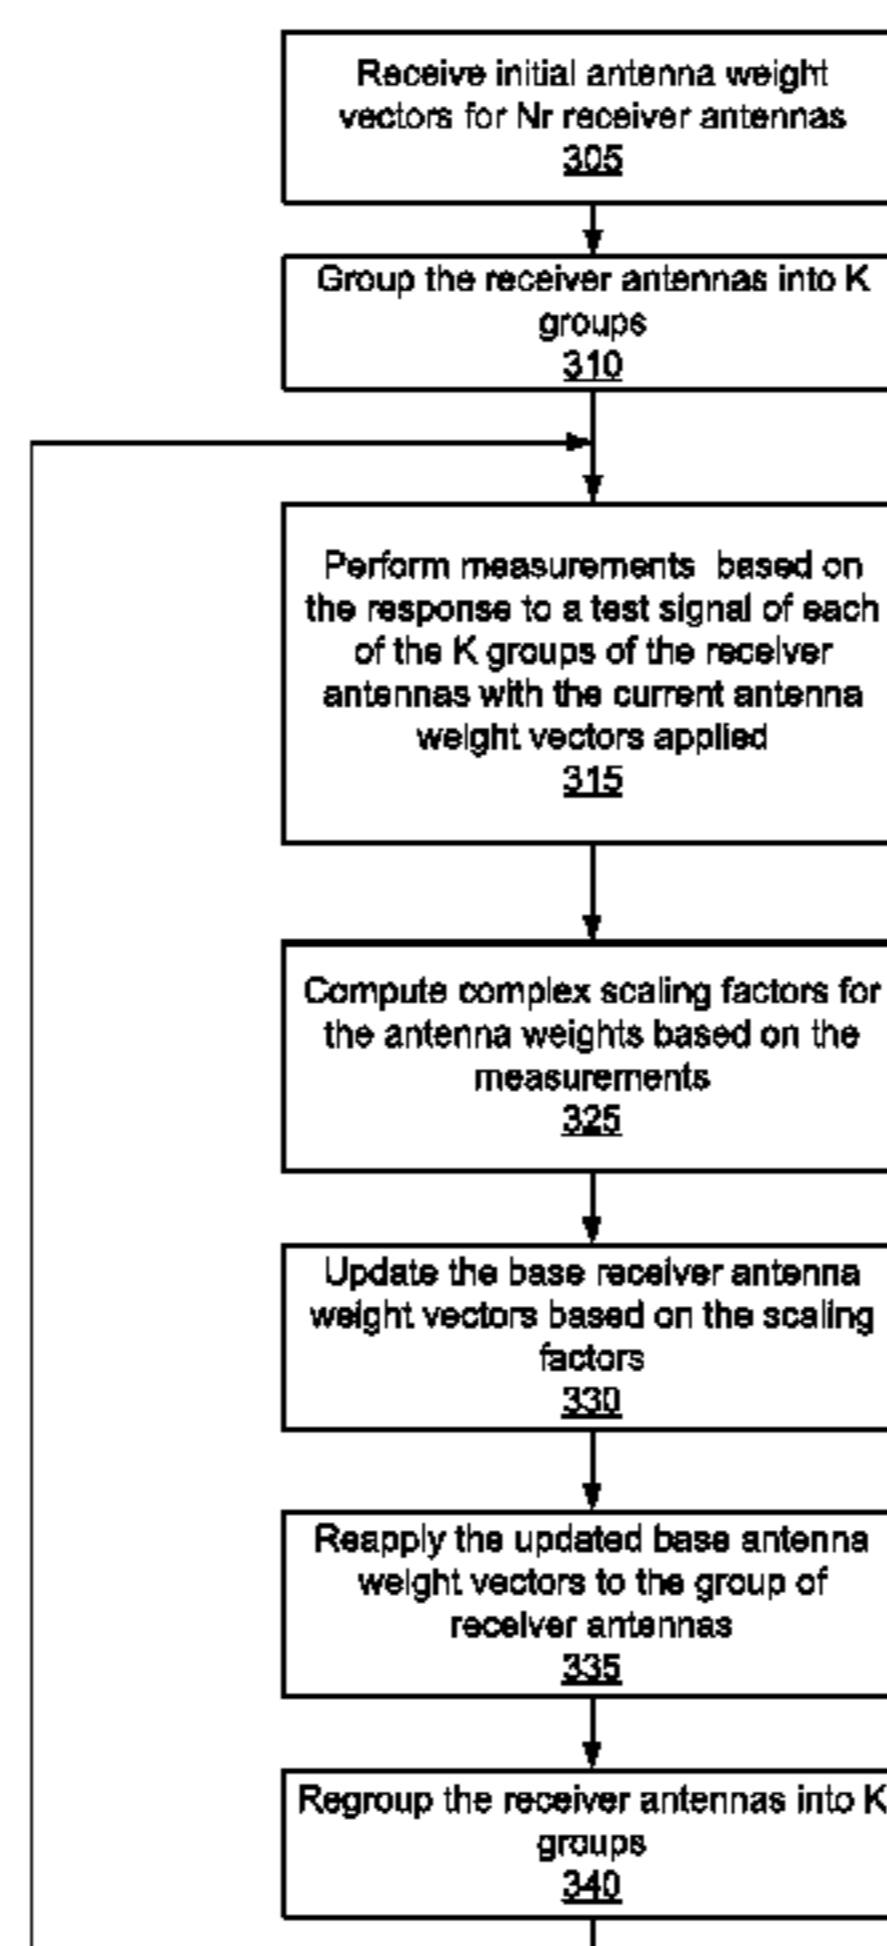 Receive initial antenna weight
vectors for Nr receiver antennas
305
Group the receiver antennas into K
groups
310
Perform measurements based on
the response to a test signal of each
of the K groups of the receiver
antennas with the current antenna
weight vectors applied
315
Compute complex scaling factors for
the antenna weights based on the
measurements
325
Update the base receiver antenna
weight vectors based on the scaling
factors
330
Reapply the updated base antenna
weight vectors to the group of
receiver antennas
335
Regroup the receiver antennas into K
groups
340